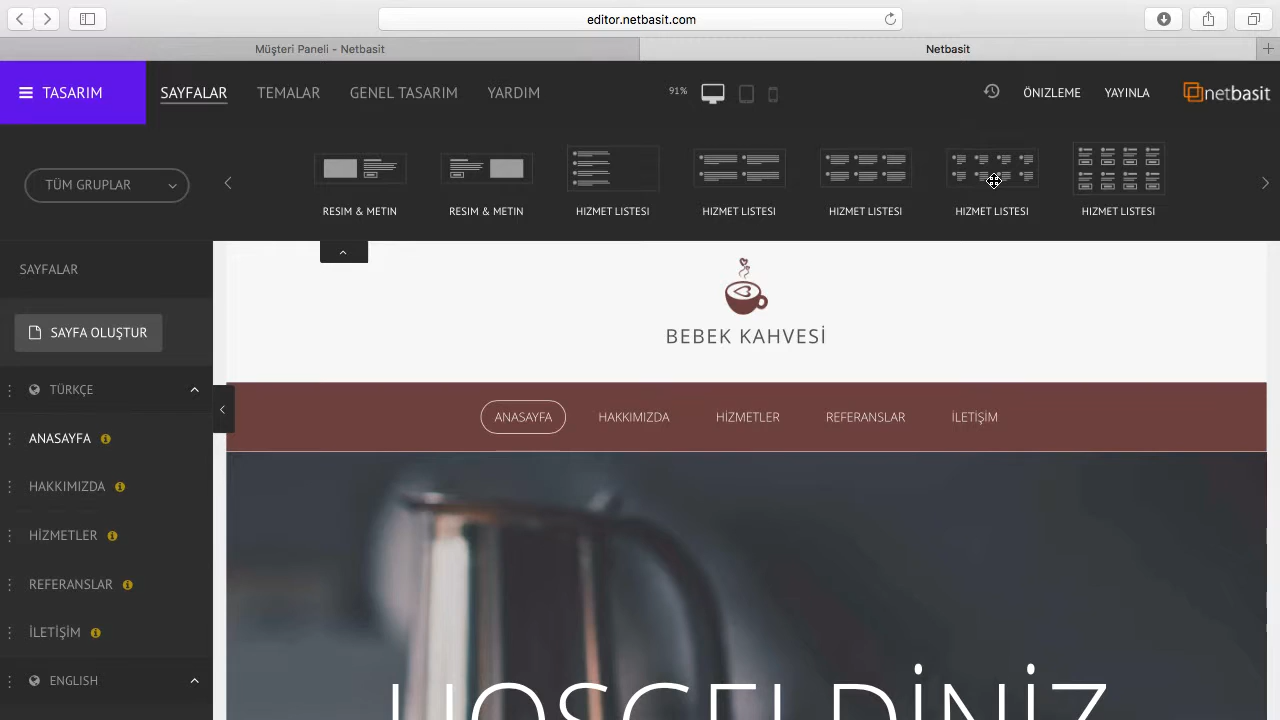 editor.netbasit.com
Müşteri Paneli - Netbasit
Netbasit
TASARIM
SAYFALAR
TEMALAR
GENEL TASARIM
YARDIM
91%
ÖNİZLEME
YAYINLA
netbasit
TÜM GRUPLAR
RESIM & METIN
RESIM & METIN
HIZMET LISTESI
HIZMET LISTESI
HIZMET LISTESI
HIZMET LISTESI
HIZMET LISTESI
SAYFALAR
SAYFA OLUŞTUR
TÜRKÇE
ANASAYFA
HAKKIMIZDA
HİZMETLER
REFERANSLAR
İLETİŞİM
ENGLISH
BEBEK KAHVESİ
ANASAYFA
HAKKIMIZDA
HİZMETLER
REFERANSLAR
İLETİŞİM
HOŞGELDİNİZ